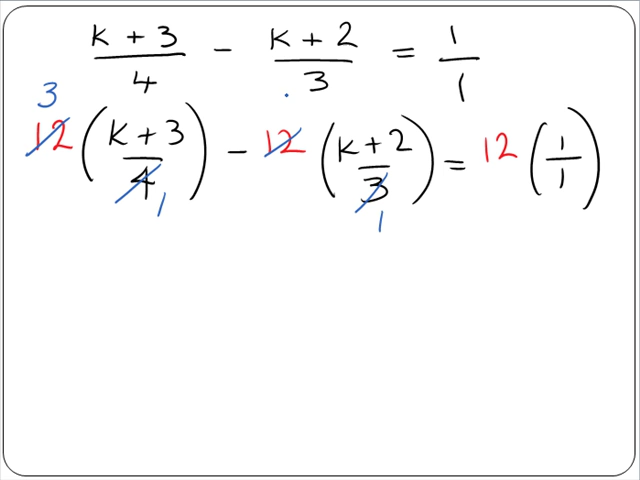 k + 3 / 4 - k + 2 / 3 = 1 / 1
3
12 ( k + 3 / 4 ) - 12 ( k + 2 / 3 ) = 12 ( 1 / 1 )
1 1